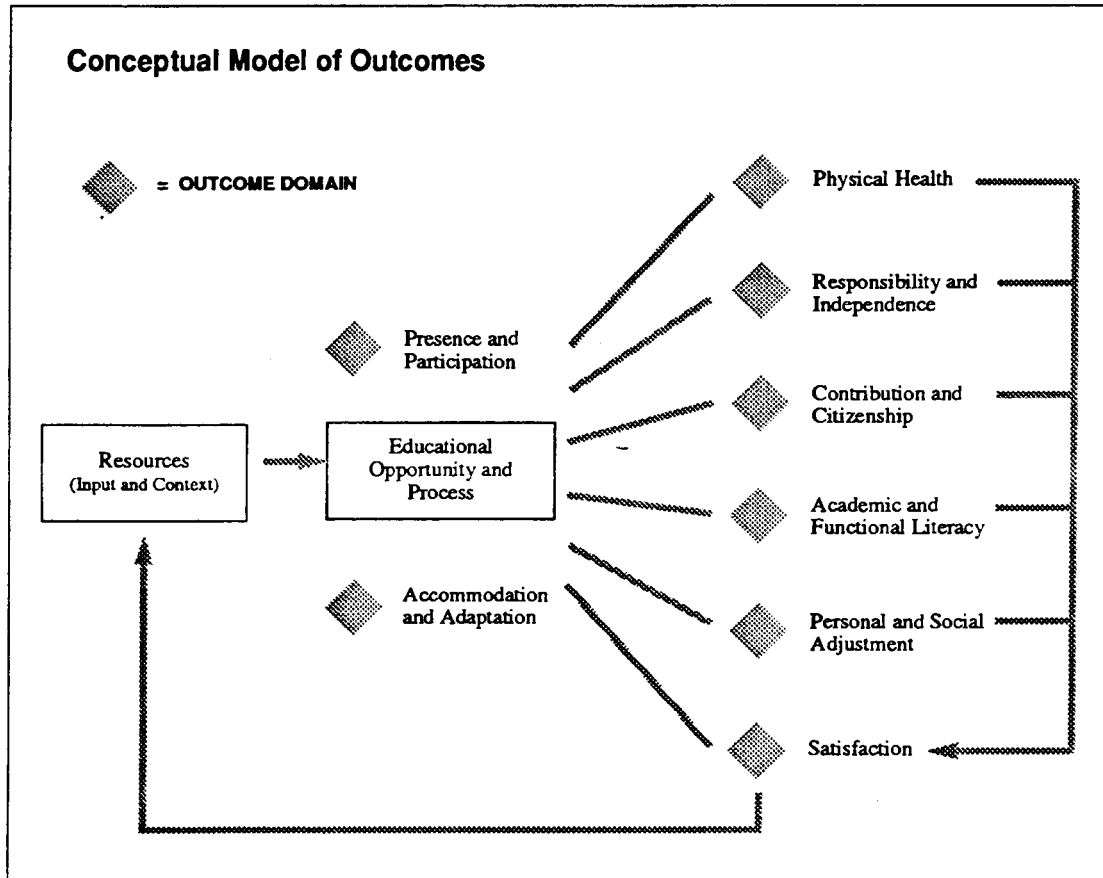 Conceptual Model of Outcomes
= OUTCOME DOMAIN
Presence and
Participation
Resources
(Input and Context)
Educational
Opportunity and
Process
Accommodation
and Adaptation
Physical Health
Responsibility and
Independence
Contribution and
Citizenship
Academic and
Functional Literacy
Personal and Social
Adjustment
Satisfaction